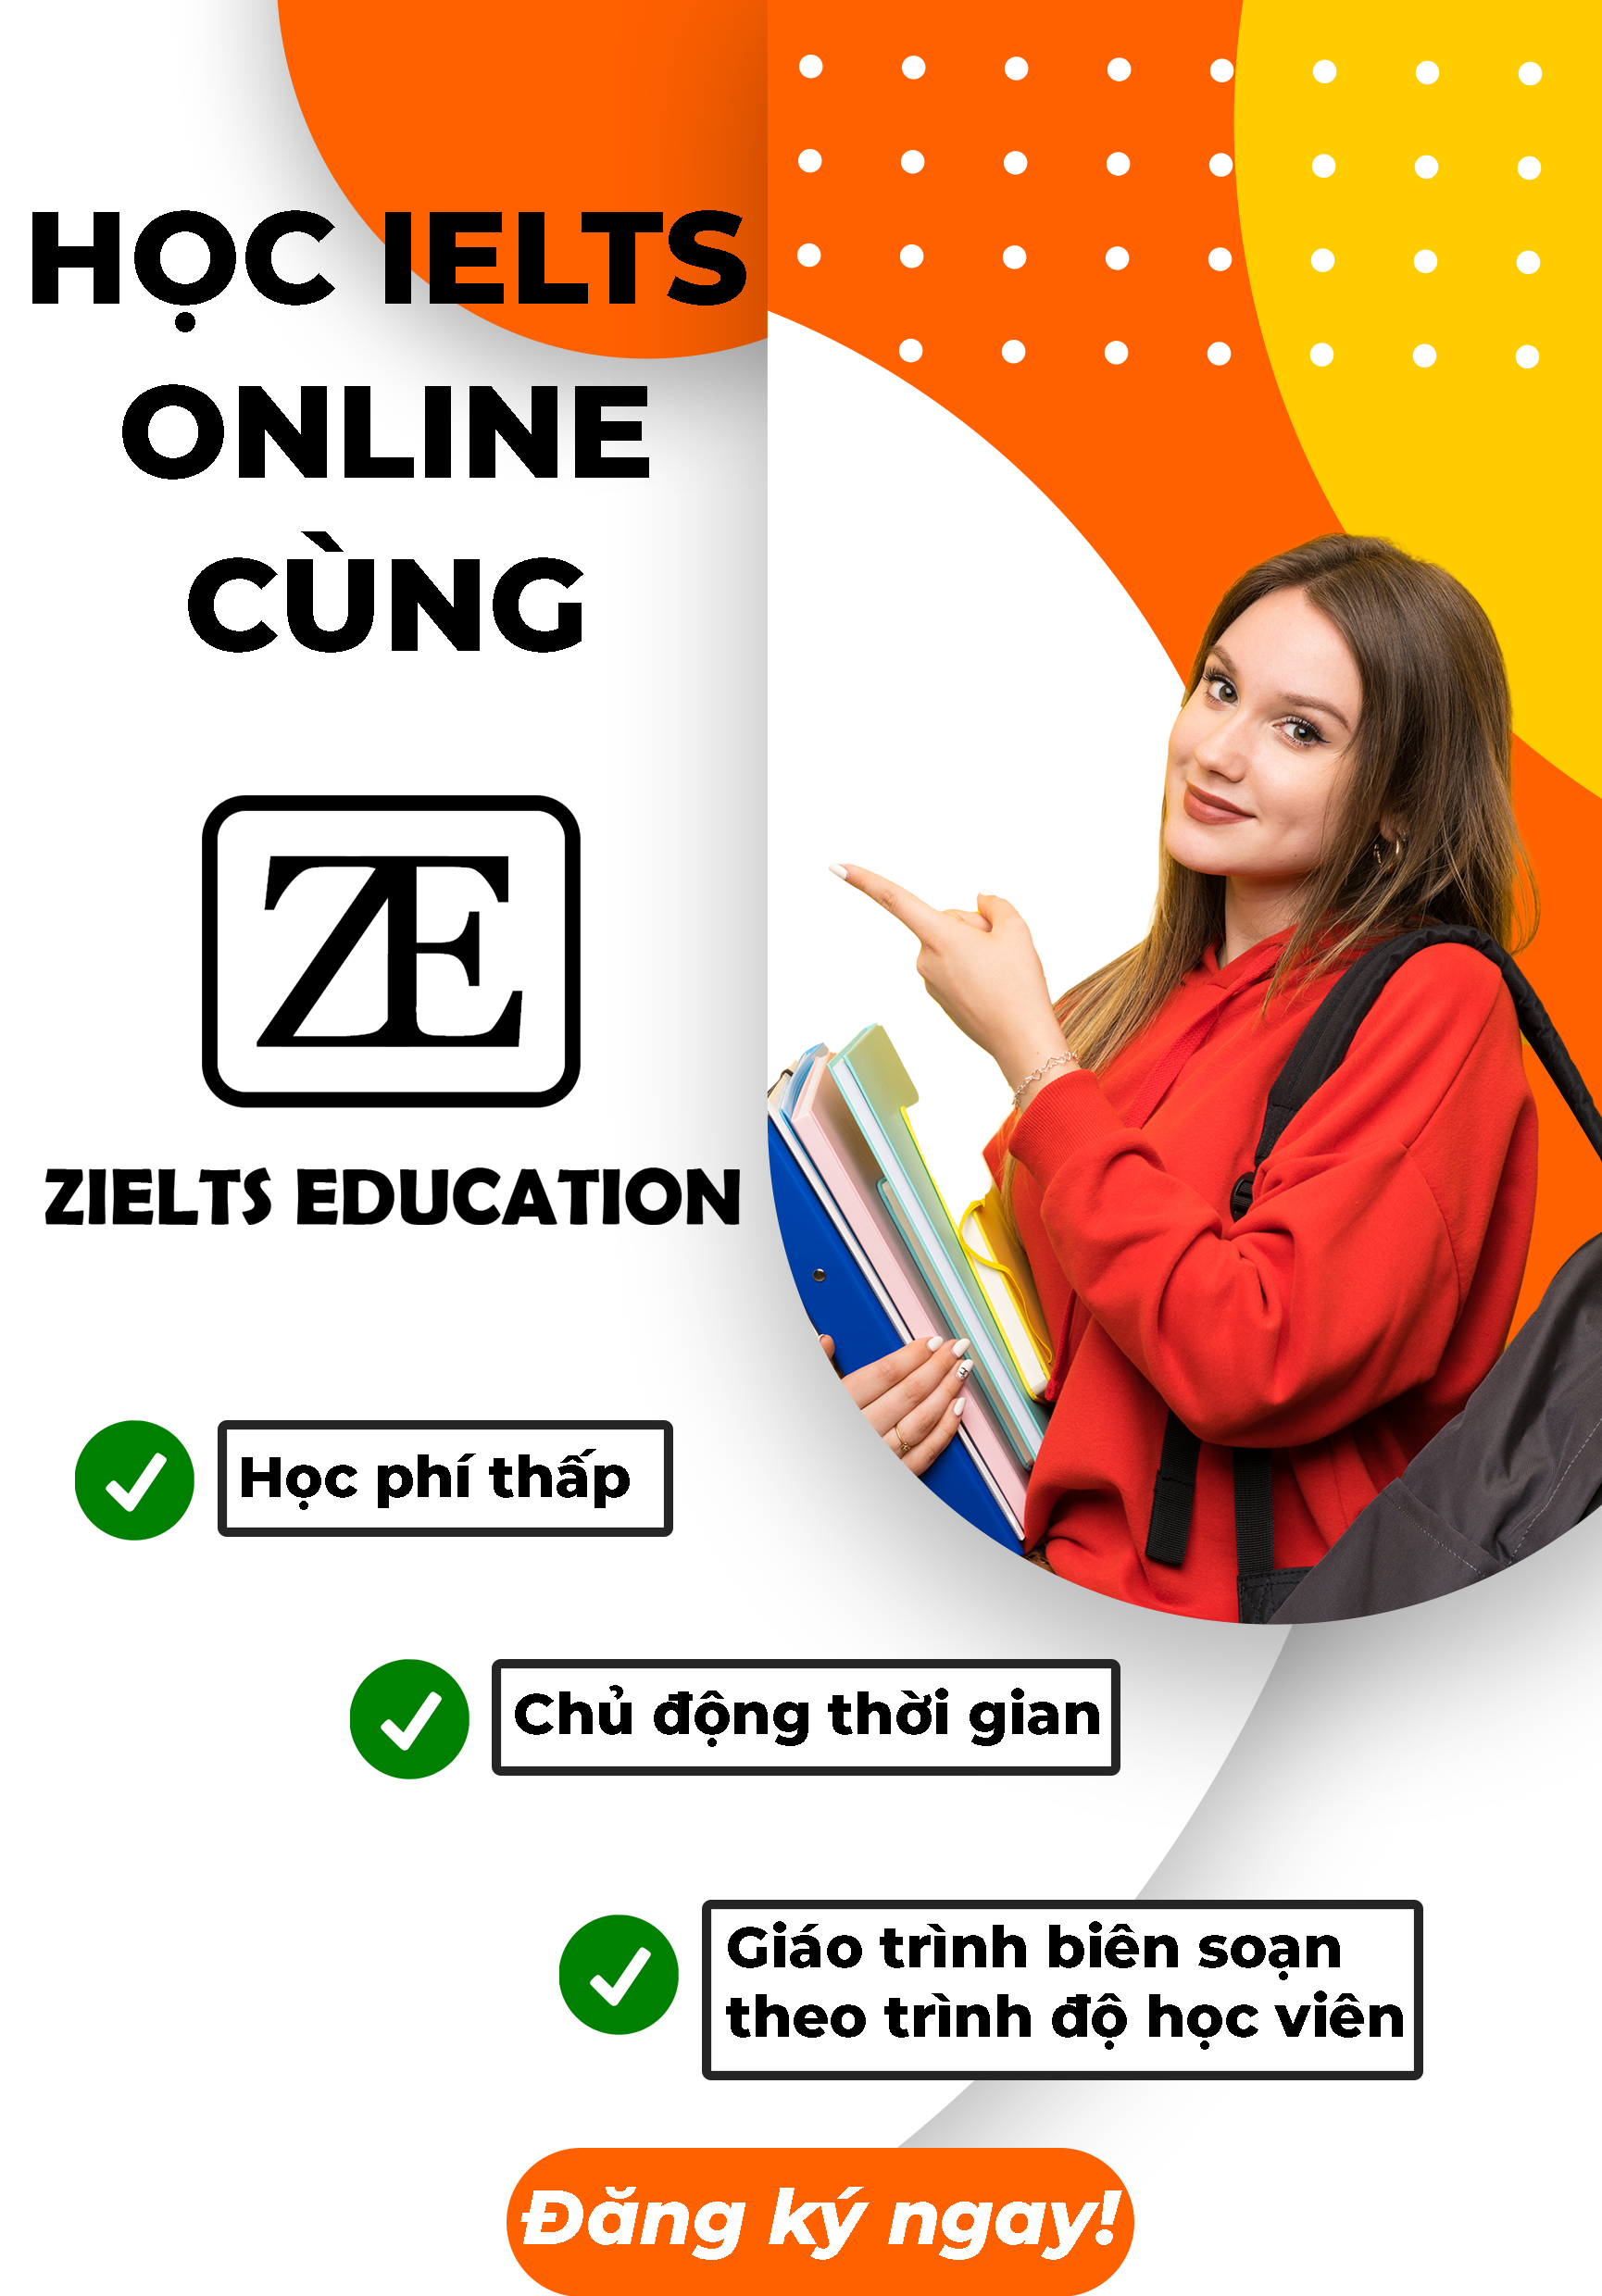 HỌC IELTS
ONLINE
CÙNG
ZE
ZIELTS EDUCATION
Học phí thấp
Chủ động thời gian
Giáo trình biên soạn
theo trình độ học viên
Đăng ký ngay!